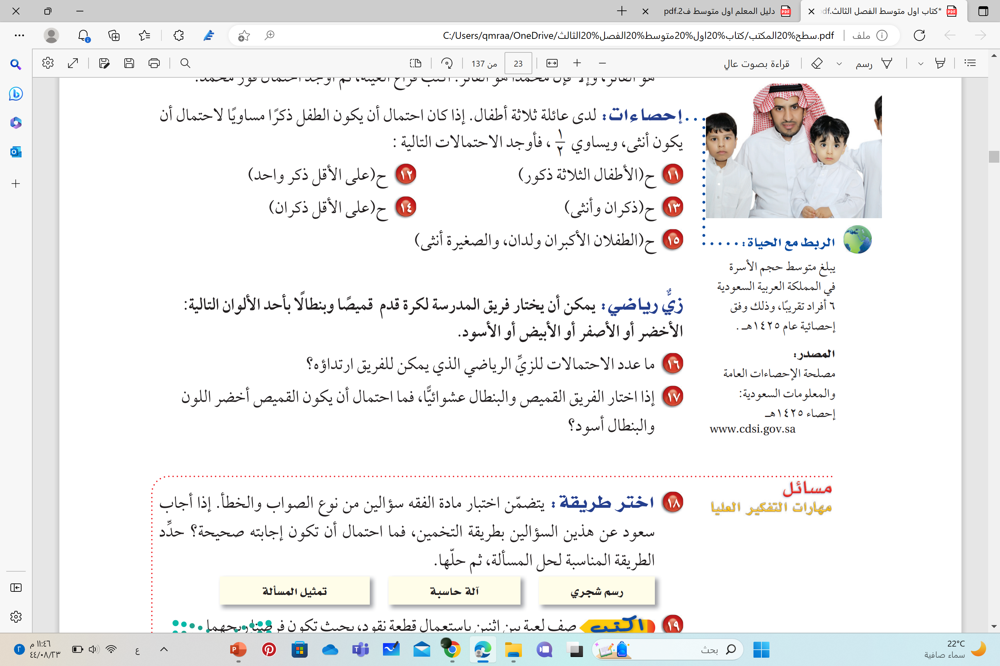 *كتاب اول متوسط الفصل الثالث.pdf
دليل المعلم اول متوسط ف2.pdf
ملف
C:/Users/qmraa/OneDrive/سطح%20المكتب/كتاب%20اول%20متوسط%20الفصل%20الثالث.pdf
رسم
قراءة بصوت عالٍ
23
من 137
هو الفائز، وإلا فإن محمدًا هو الفائز. اكتب فراغ العينة، ثم أوجد احتمال فوز محمد.
إحصاءات: لدى عائلة ثلاثة أطفال. إذا كان احتمال أن يكون الطفل ذكرًا مساويًا لاحتمال أن
يكون أنثى، ويساوي ١/٢ ، فأوجد الاحتمالات التالية :
١١ ح(الأطفال الثلاثة ذكور)
١٢ ح(على الأقل ذكر واحد)
١٣ ح(ذكران وأنثى)
١٤ ح(على الأقل ذكران)
١٥ ح(الطفلان الأكبران ولدان، والصغيرة أنثى)
الربط مع الحياة:
يبلغ متوسط حجم الأسرة
في المملكة العربية السعودية
٦ أفراد تقريبًا، وذلك وفق
إحصائية عام ١٤٢٥هـ .
المصدر:
مصلحة الإحصاءات العامة
والمعلومات السعودية:
إحصاء ١٤٢٥هـ
www.cdsi.gov.sa
زيٌّ رياضي: يمكن أن يختار فريق المدرسة لكرة قدم قميصًا وبنطالًا بأحد الألوان التالية:
الأخضر أو الأصفر أو الأبيض أو الأسود.
١٦ ما عدد الاحتمالات للزيِّ الرياضي الذي يمكن للفريق ارتداؤه؟
١٧ إذا اختار الفريق القميص والبنطال عشوائيًّا، فما احتمال أن يكون القميص أخضر اللون
والبنطال أسود؟
مسائل
مهارات التفكير العليا
١٨ اختر طريقة: يتضمّن اختبار مادة الفقه سؤالين من نوع الصواب والخطأ. إذا أجاب
سعود عن هذين السؤالين بطريقة التخمين، فما احتمال أن تكون إجابته صحيحة؟ حدِّد
الطريقة المناسبة لحل المسألة، ثم حلّها.
رسم شجري
آلة حاسبة
تمثيل المسألة
١٩ اكتب صف لعبة بين اثنين باستعمال قطعة نقود، بحيث تكون فرصتا ربحهما
22°C
سماء صافية
بحث
ع
١١:٤٦ م
٤٤/٠٨/٢٣
٢